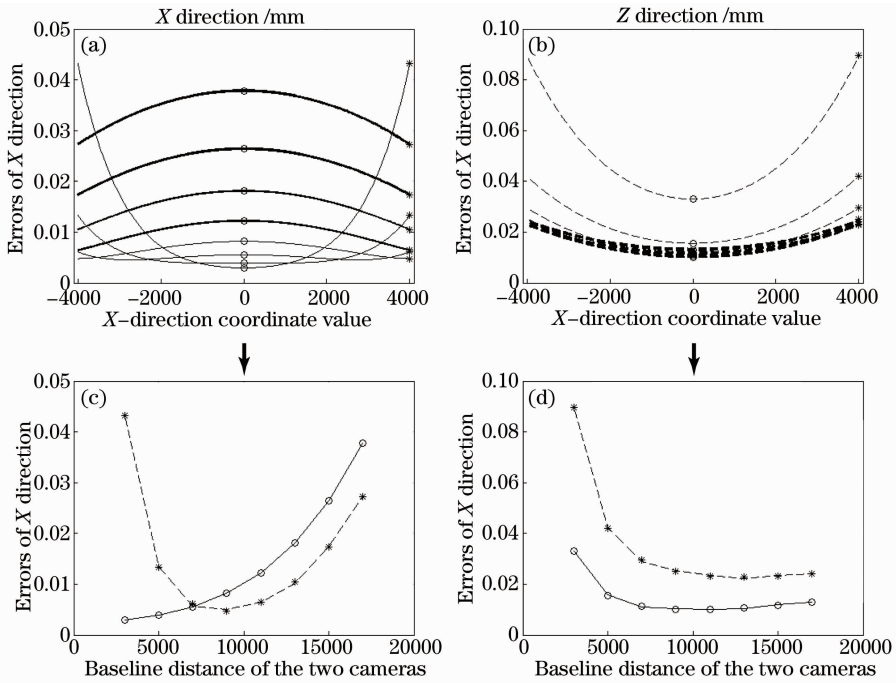 X direction /mm
Z direction /mm
(a)
0.05
0.04
0.03
0.02
0.01
0
Errors of X direction
−4000 −2000 0 2000 4000
X-direction coordinate value
(b)
0.10
0.08
0.06
0.04
0.02
0
Errors of X direction
−4000 −2000 0 2000 4000
X-direction coordinate value
(c)
0.05
0.04
0.03
0.02
0.01
0
Errors of X direction
0 5000 10000 15000 20000
Baseline distance of the two cameras
(d)
0.10
0.08
0.06
0.04
0.02
0
Errors of X direction
0 5000 10000 15000 20000
Baseline distance of the two cameras